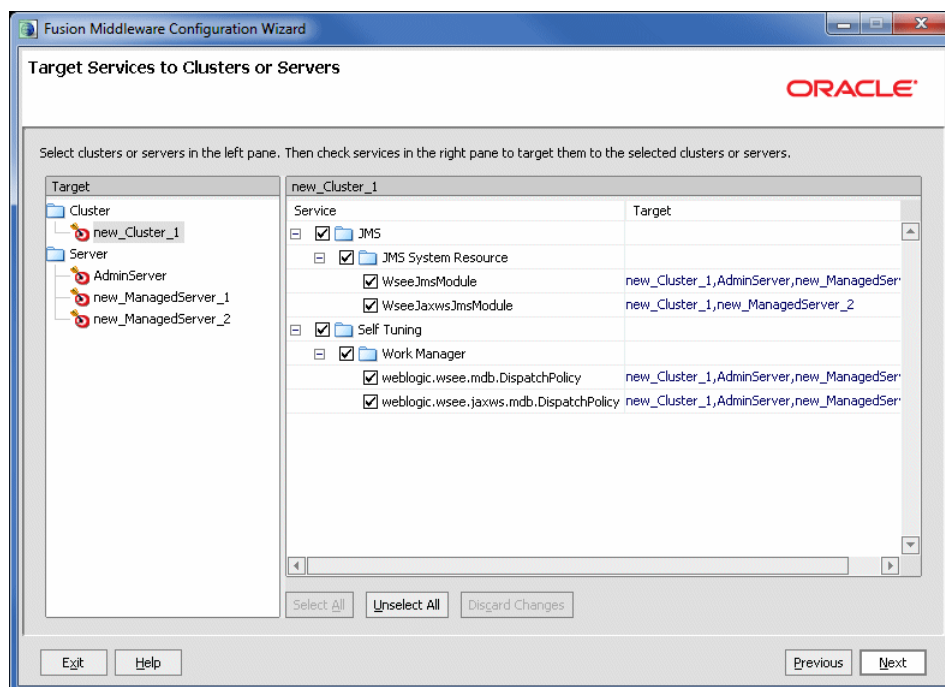 Fusion Middleware Configuration Wizard
Target Services to Clusters or Servers
ORACLE
Select clusters or servers in the left pane. Then check services in the right pane to target them to the selected clusters or servers.
Target
Cluster
new_Cluster_1
Server
AdminServer
new_ManagedServer_1
new_ManagedServer_2
new_Cluster_1
Service Target
JMS
JMS System Resource
WseeJmsModule new_Cluster_1,AdminServer,new_ManagedSer
WseeJaxwsJmsModule new_Cluster_1,new_ManagedServer_2
Self Tuning
Work Manager
weblogic.wsee.mdb.DispatchPolicy new_Cluster_1,AdminServer,new_ManagedSer
weblogic.wsee.jaxws.mdb.DispatchPolicy new_Cluster_1,AdminServer,new_ManagedSer
Select All Unselect All Discard Changes
Exit Help Previous Next